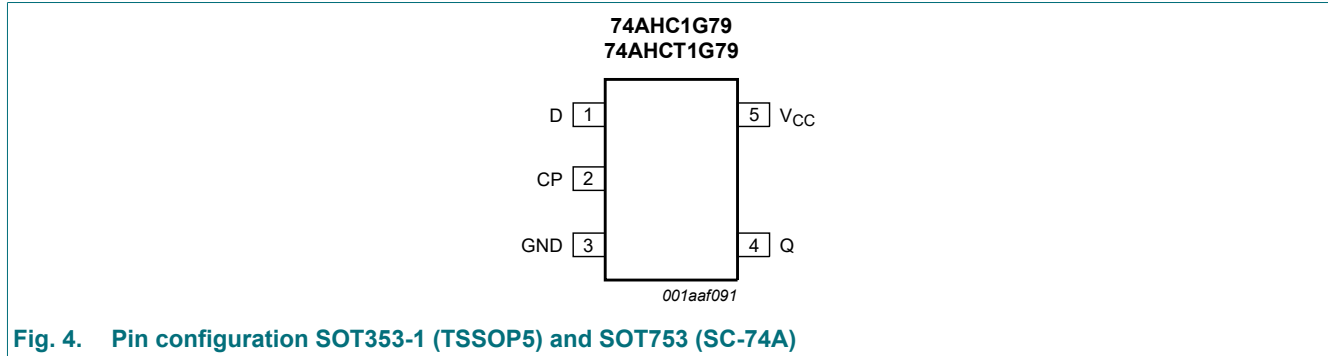 74AHC1G79
74AHCT1G79
D 1
5 VCC
CP 2
GND 3
4 Q
001aaf091
Fig. 4. Pin configuration SOT353-1 (TSSOP5) and SOT753 (SC-74A)